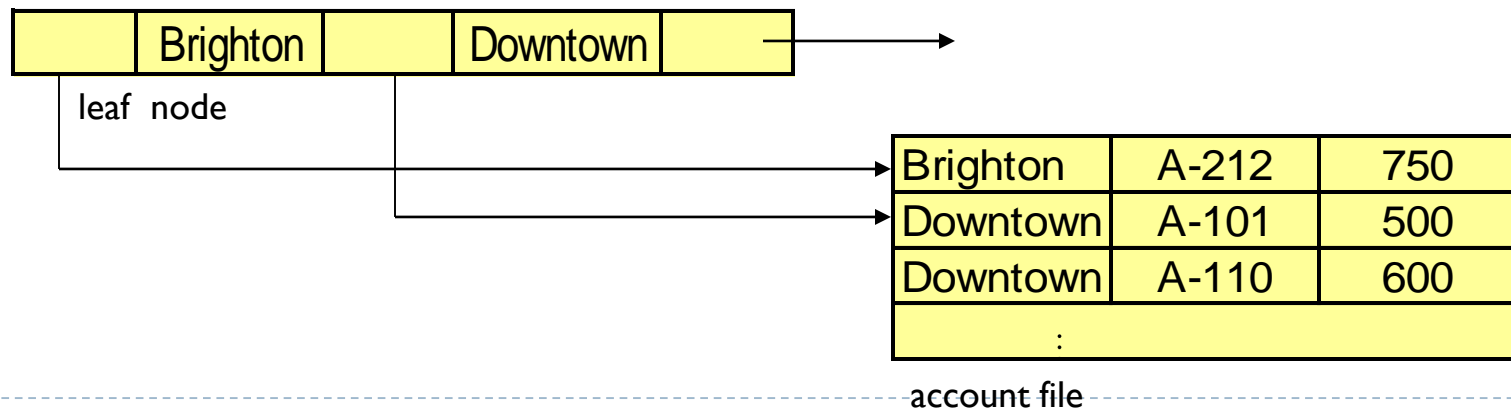 Brighton Downtown
leaf node
Brighton A-212 750
Downtown A-101 500
Downtown A-110 600
:
account file